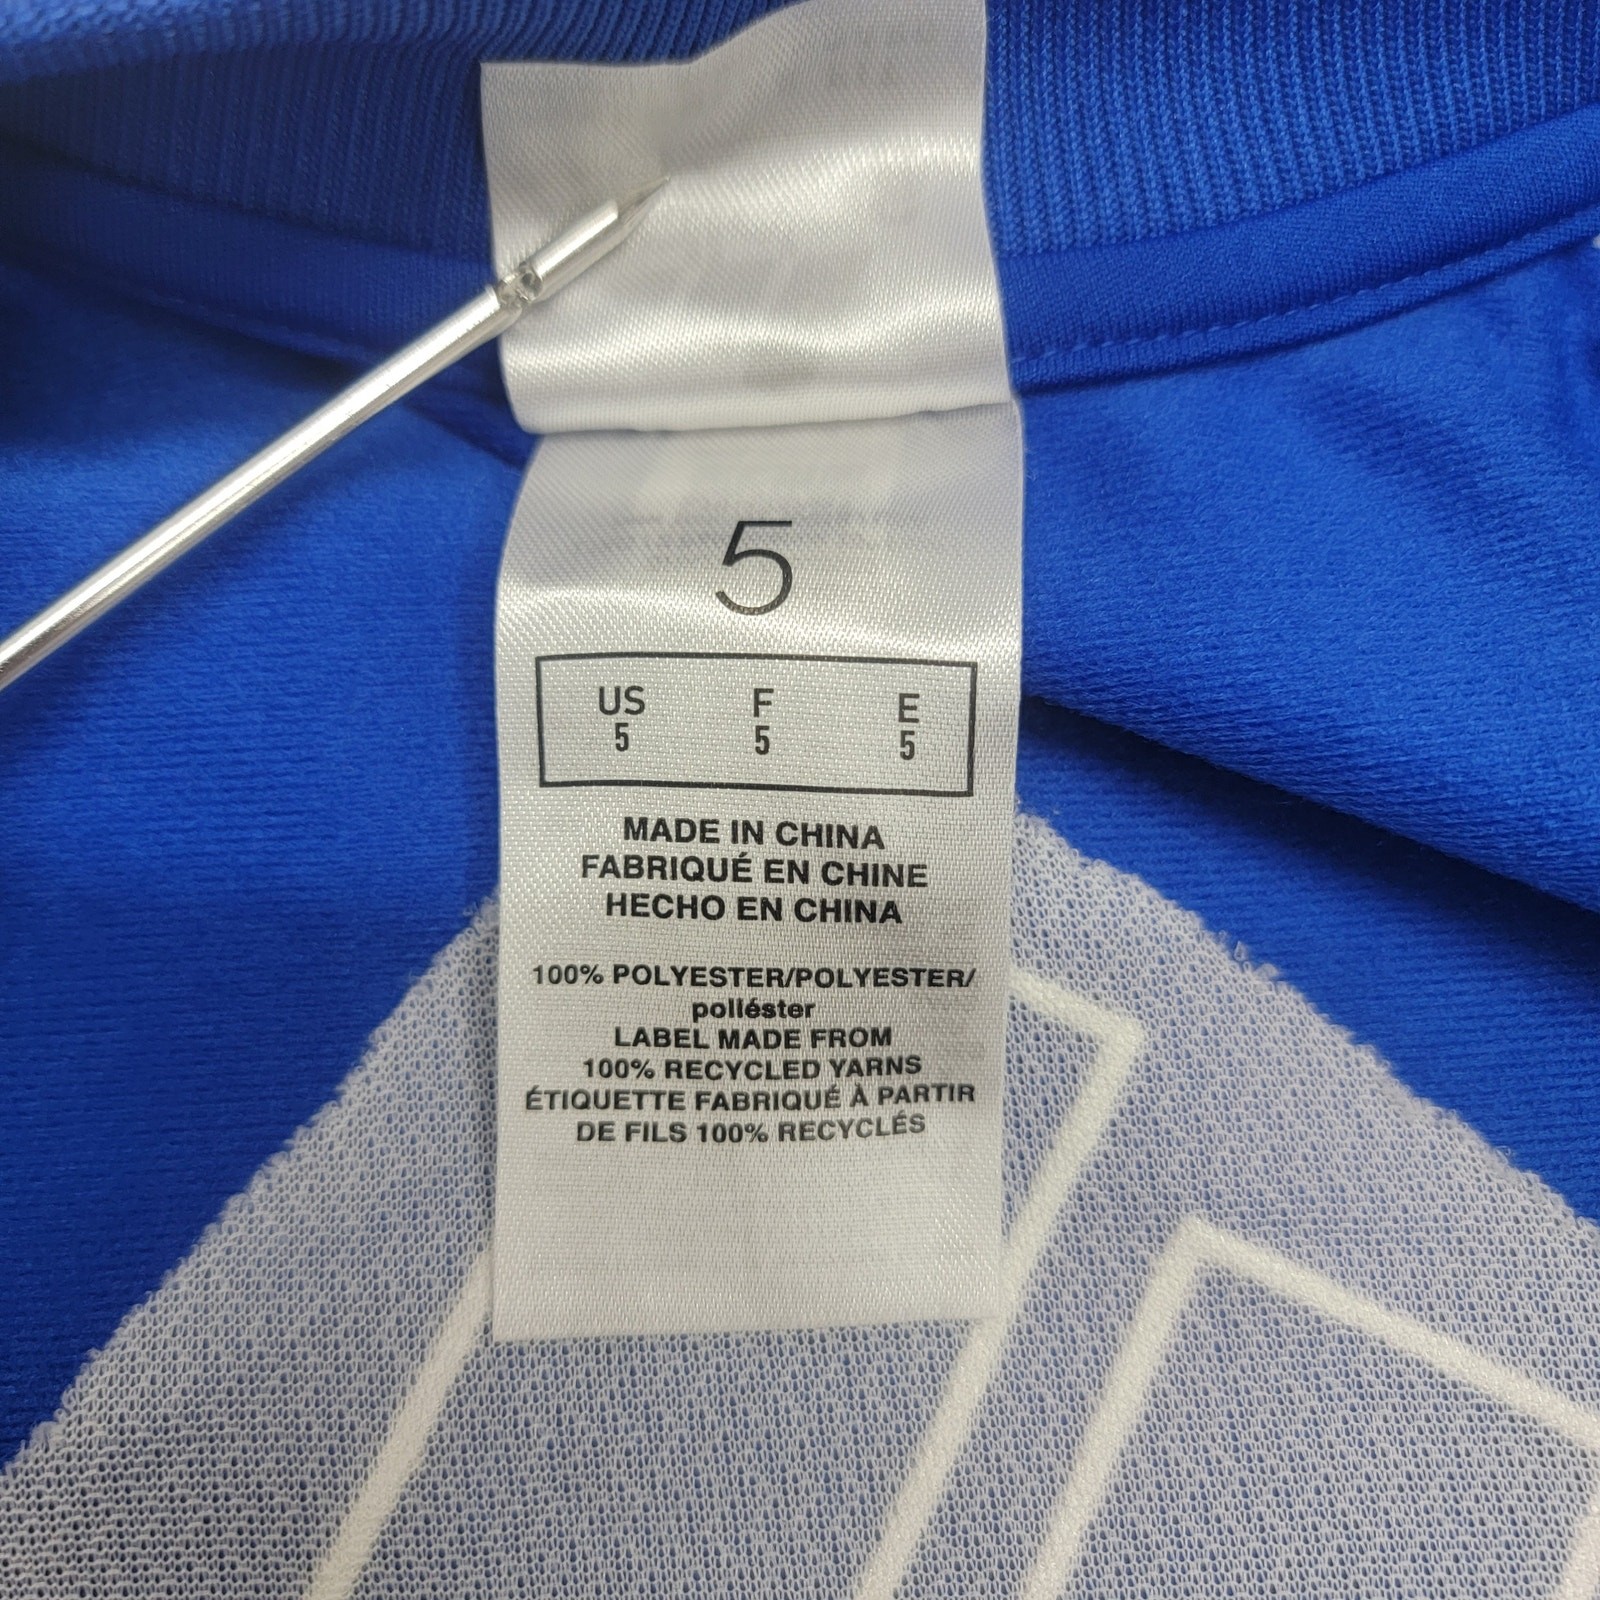 5
US F E
5 5 5
MADE IN CHINA
FABRIQUÉ EN CHINE
HECHO EN CHINA
100% POLYESTER/POLYESTER/
poliéster
LABEL MADE FROM
100% RECYCLED YARNS
ÉTIQUETTE FABRIQUÉ À PARTIR
DE FILS 100% RECYCLÉS